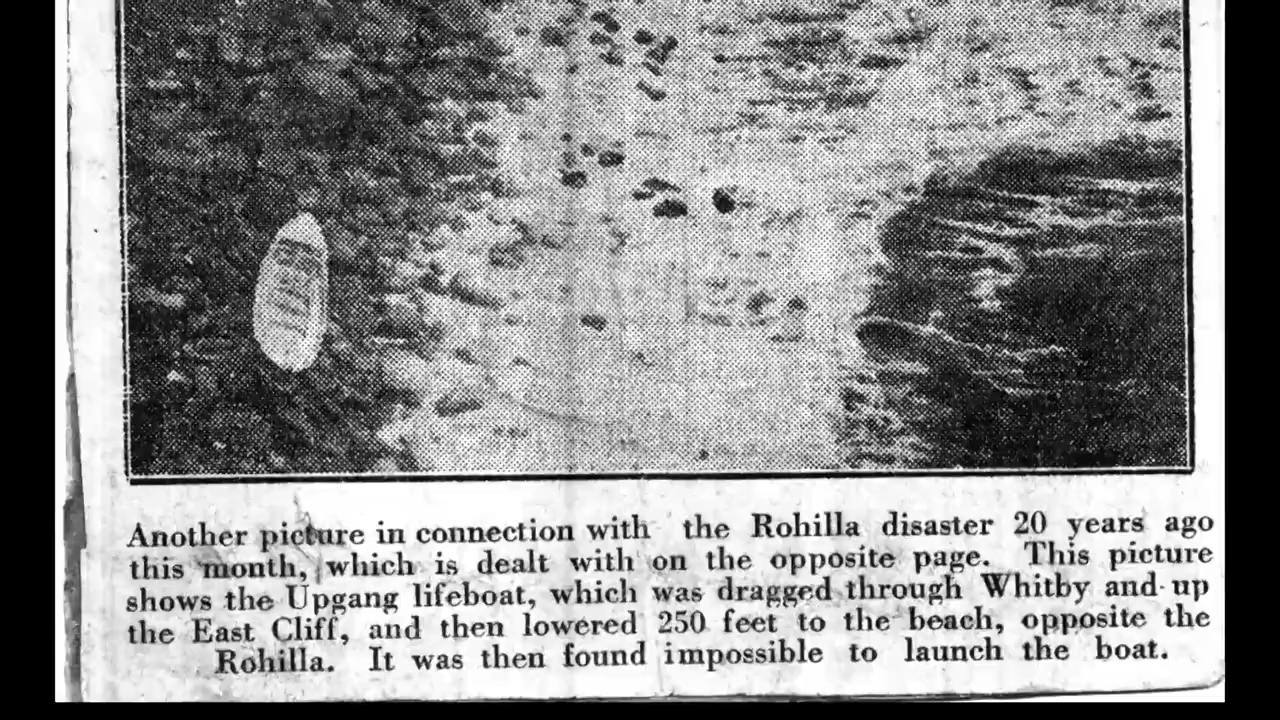 Another picture in connection with the Rohilla disaster 20 years ago
this month, which is dealt with on the opposite page. This picture
shows the Upgang lifeboat, which was dragged through Whitby and up
the East Cliff, and then lowered 250 feet to the beach, opposite the
Rohilla. It was then found impossible to launch the boat.